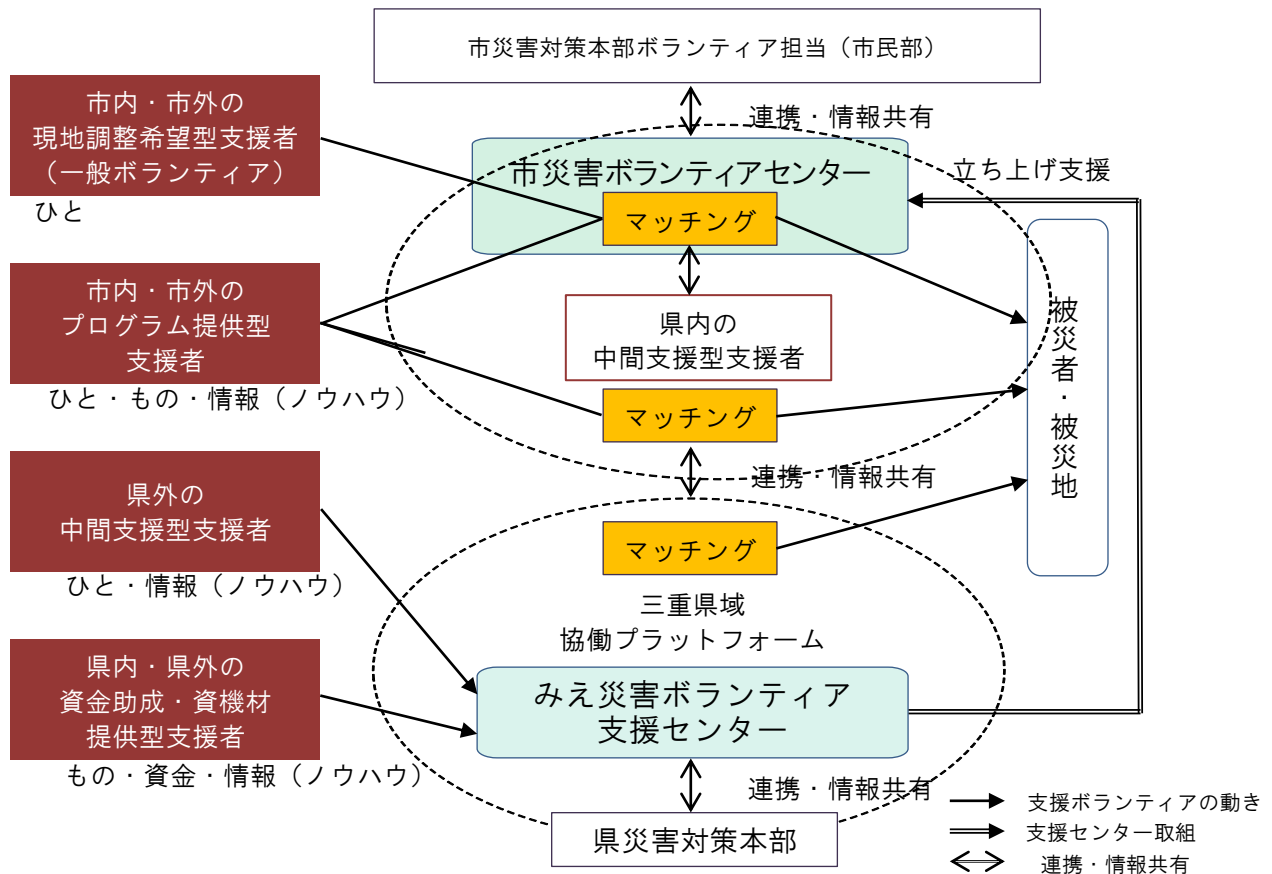 市災害対策本部ボランティア担当（市民部）
市内・市外の
現地調整希望型支援者
（一般ボランティア）
ひと
連携・情報共有
市災害ボランティアセンター
マッチング
立ち上げ支援
市内・市外の
プログラム提供型
支援者
ひと・もの・情報（ノウハウ）
県内の
中間支援型支援者
マッチング
被災者・被災地
連携・情報共有
県外の
中間支援型支援者
ひと・情報（ノウハウ）
マッチング
三重県域
協働プラットフォーム
県内・県外の
資金助成・資機材
提供型支援者
もの・資金・情報（ノウハウ）
みえ災害ボランティア
支援センター
連携・情報共有
県災害対策本部
支援ボランティアの動き
支援センター取組
連携・情報共有